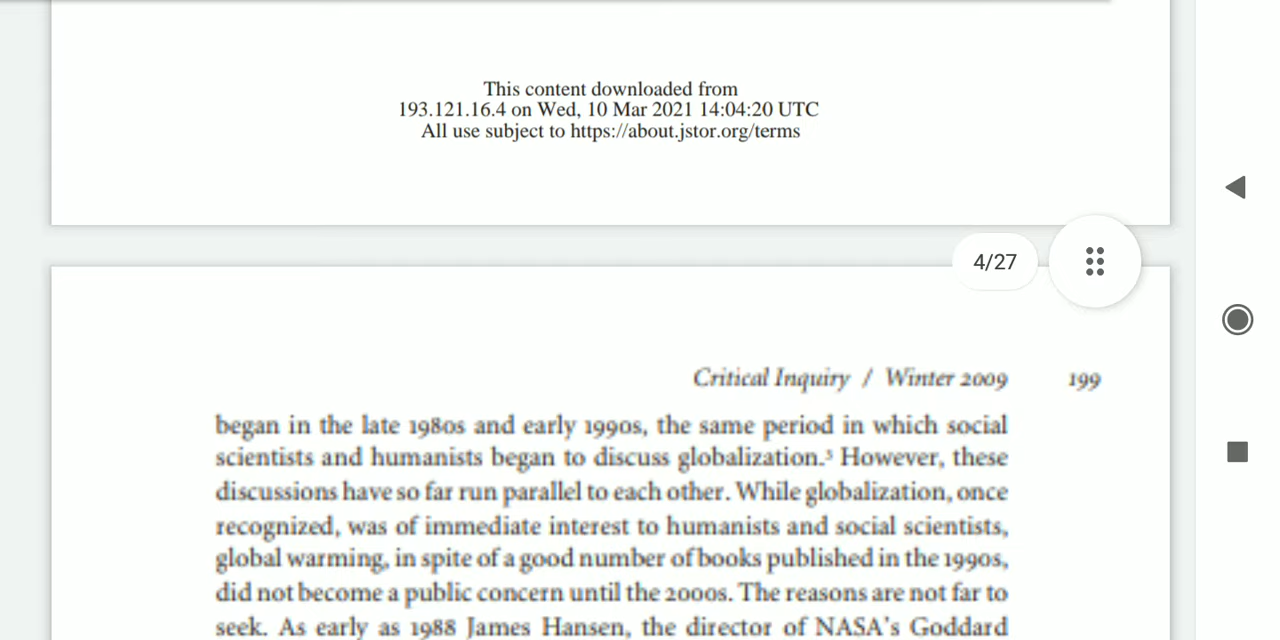 This content downloaded from
193.121.16.4 on Wed, 10 Mar 2021 14:04:20 UTC
All use subject to https://about.jstor.org/terms
4/27
Critical Inquiry / Winter 2009 199
began in the late 1980s and early 1990s, the same period in which social
scientists and humanists began to discuss globalization.³ However, these
discussions have so far run parallel to each other. While globalization, once
recognized, was of immediate interest to humanists and social scientists,
global warming, in spite of a good number of books published in the 1990s,
did not become a public concern until the 2000s. The reasons are not far to
seek. As early as 1988 James Hansen, the director of NASA's Goddard